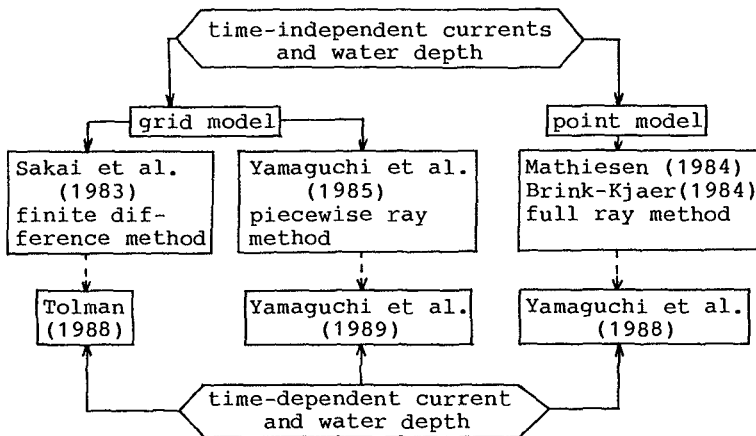 time-independent currents
and water depth
grid model
point model
Sakai et al.
(1983)
finite dif-
ference method
Yamaguchi et al.
(1985)
piecewise ray
method
Mathiesen (1984)
Brink-Kjaer(1984)
full ray method
Tolman
(1988)
Yamaguchi et al.
(1989)
Yamaguchi et al.
(1988)
time-dependent current
and water depth